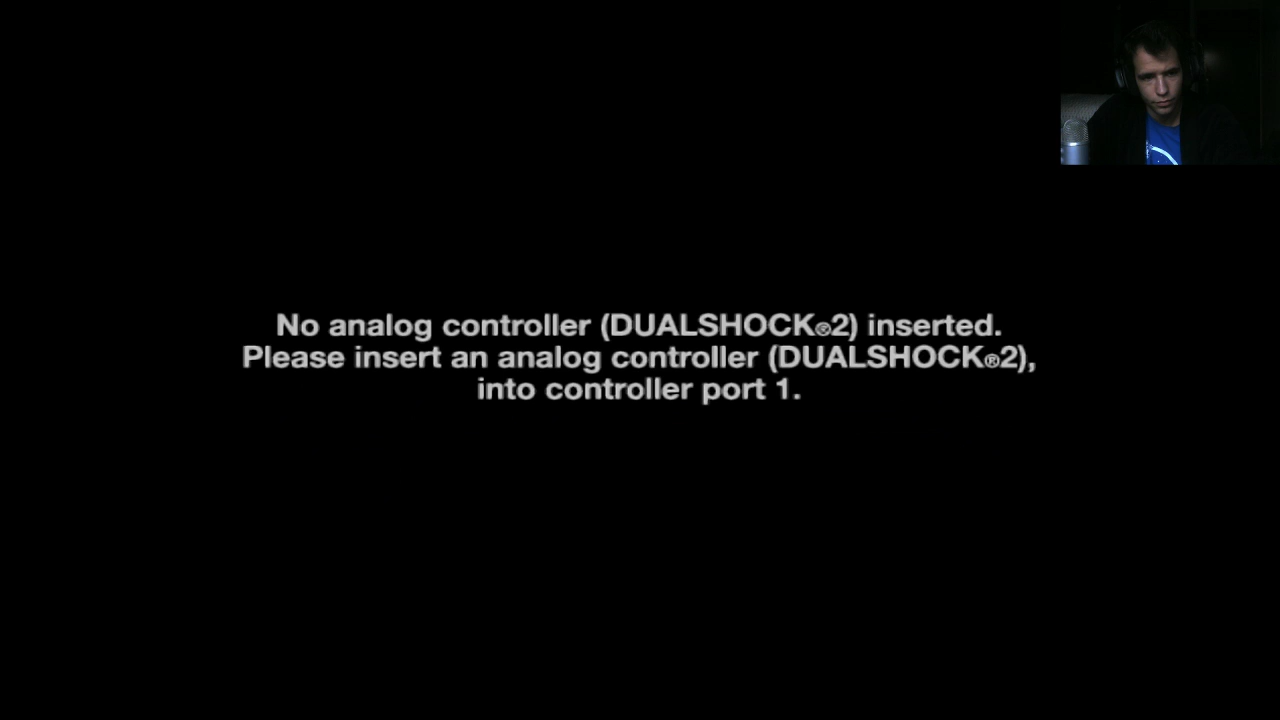 No analog controller (DUALSHOCK®2) inserted.
Please insert an analog controller (DUALSHOCK®2),
into controller port 1.